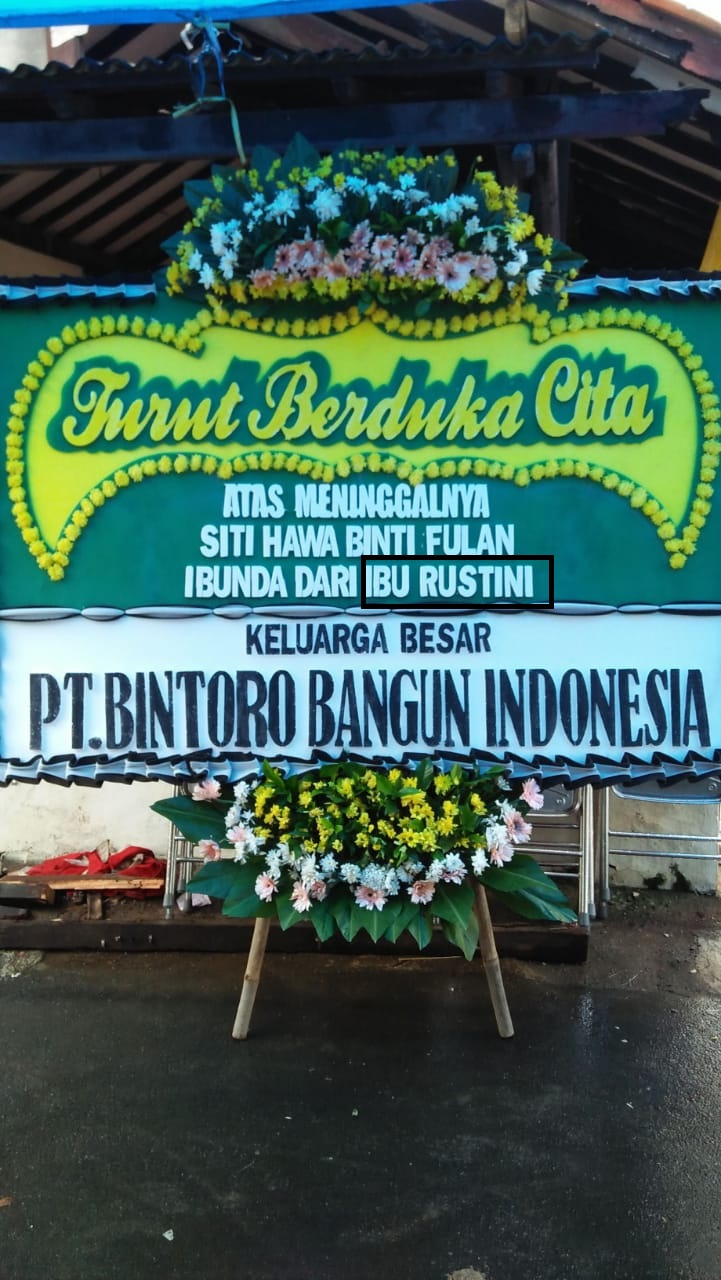 Turut Berduka Cita
ATAS MENINGGALNYA
SITI HAWA BINTI FULAN
IBUNDA DARI IBU RUSTINI
KELUARGA BESAR
PT.BINTORO BANGUN INDONESIA